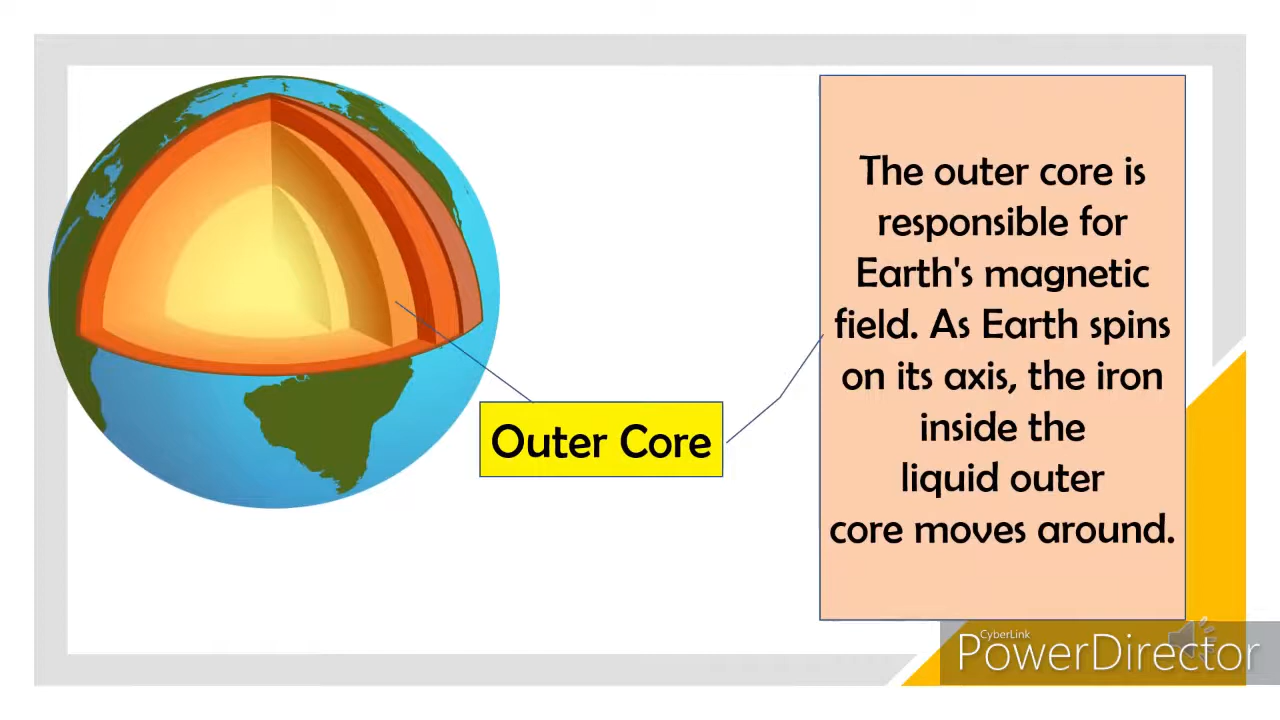 The outer core is
responsible for
Earth's magnetic
field. As Earth spins
on its axis, the iron
inside the
liquid outer
core moves around.
Outer Core
CyberLink
PowerDirector